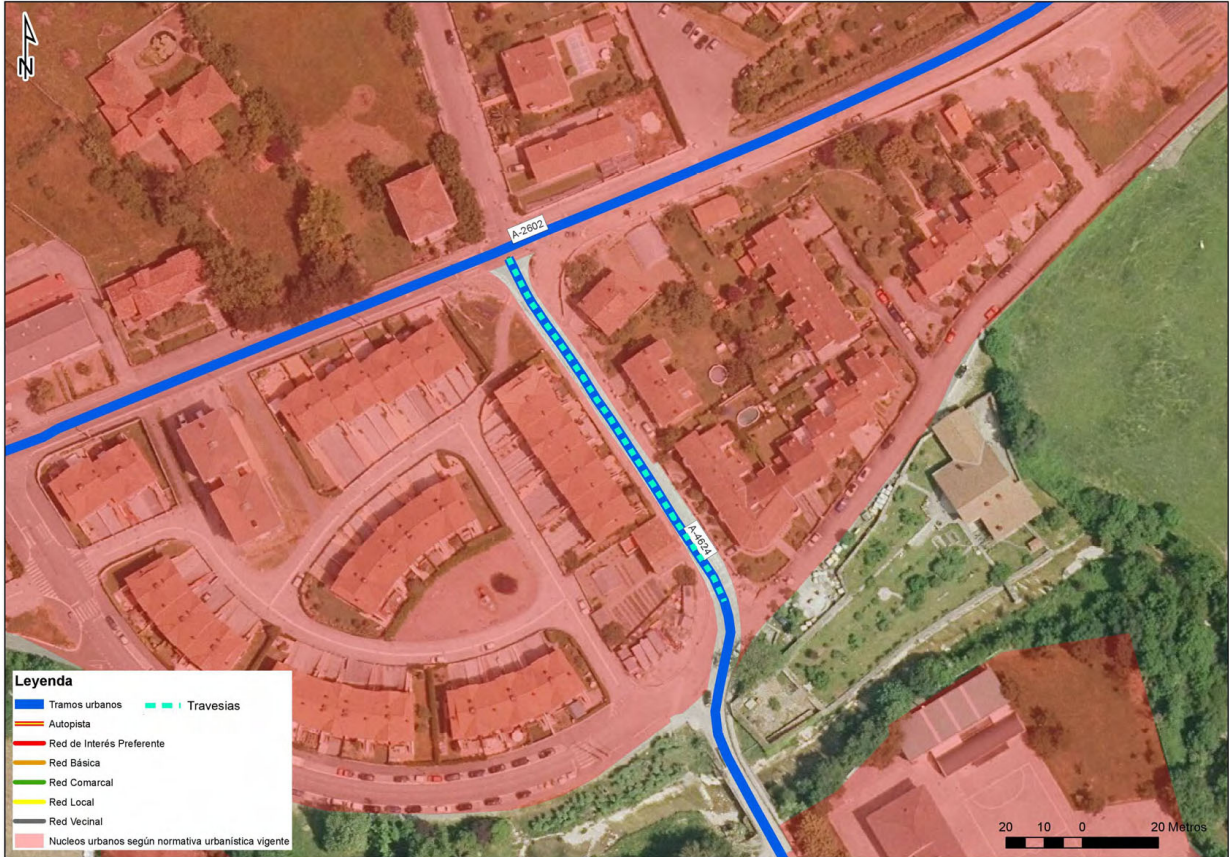 N
A-2602
A-4624
Leyenda
Tramos urbanos
Travesias
Autopista
Red de Interés Preferente
Red Básica
Red Comarcal
Red Local
Red Vecinal
Nucleos urbanos según normativa urbanística vigente
20 10 0 20 Metros